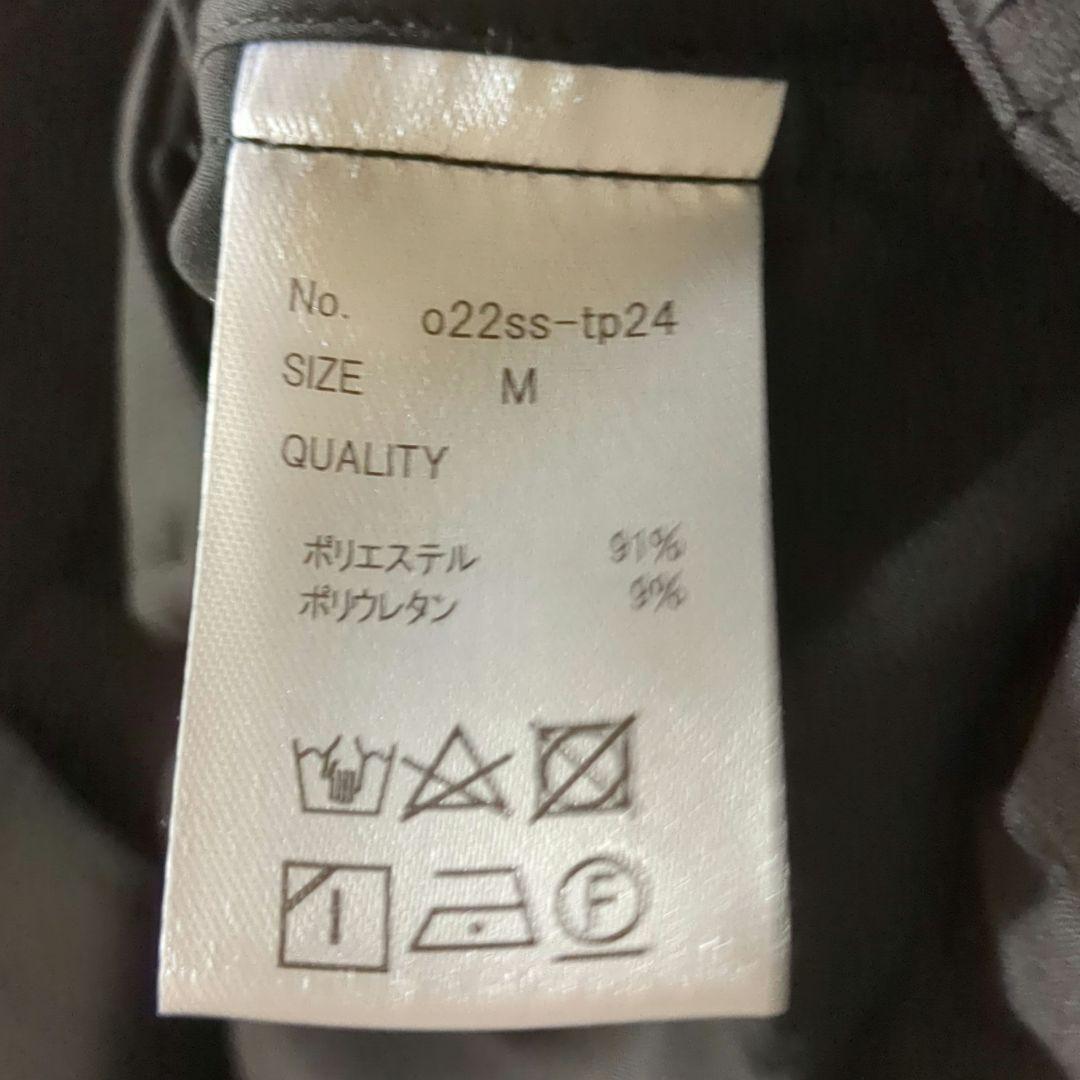 No. o22ss-tp24
SIZE M
QUALITY
ポリエステル 91%
ポリウレタン 9%
F